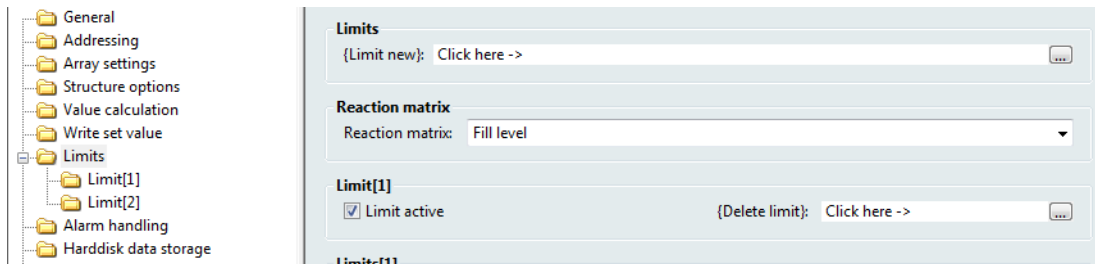 General
Addressing
Array settings
Structure options
Value calculation
Write set value
Limits
Limit[1]
Limit[2]
Alarm handling
Harddisk data storage
Limits
{Limit new}: Click here -> ...
Reaction matrix
Reaction matrix: Fill level
Limit[1]
Limit active {Delete limit}: Click here -> ...
Limits[1]